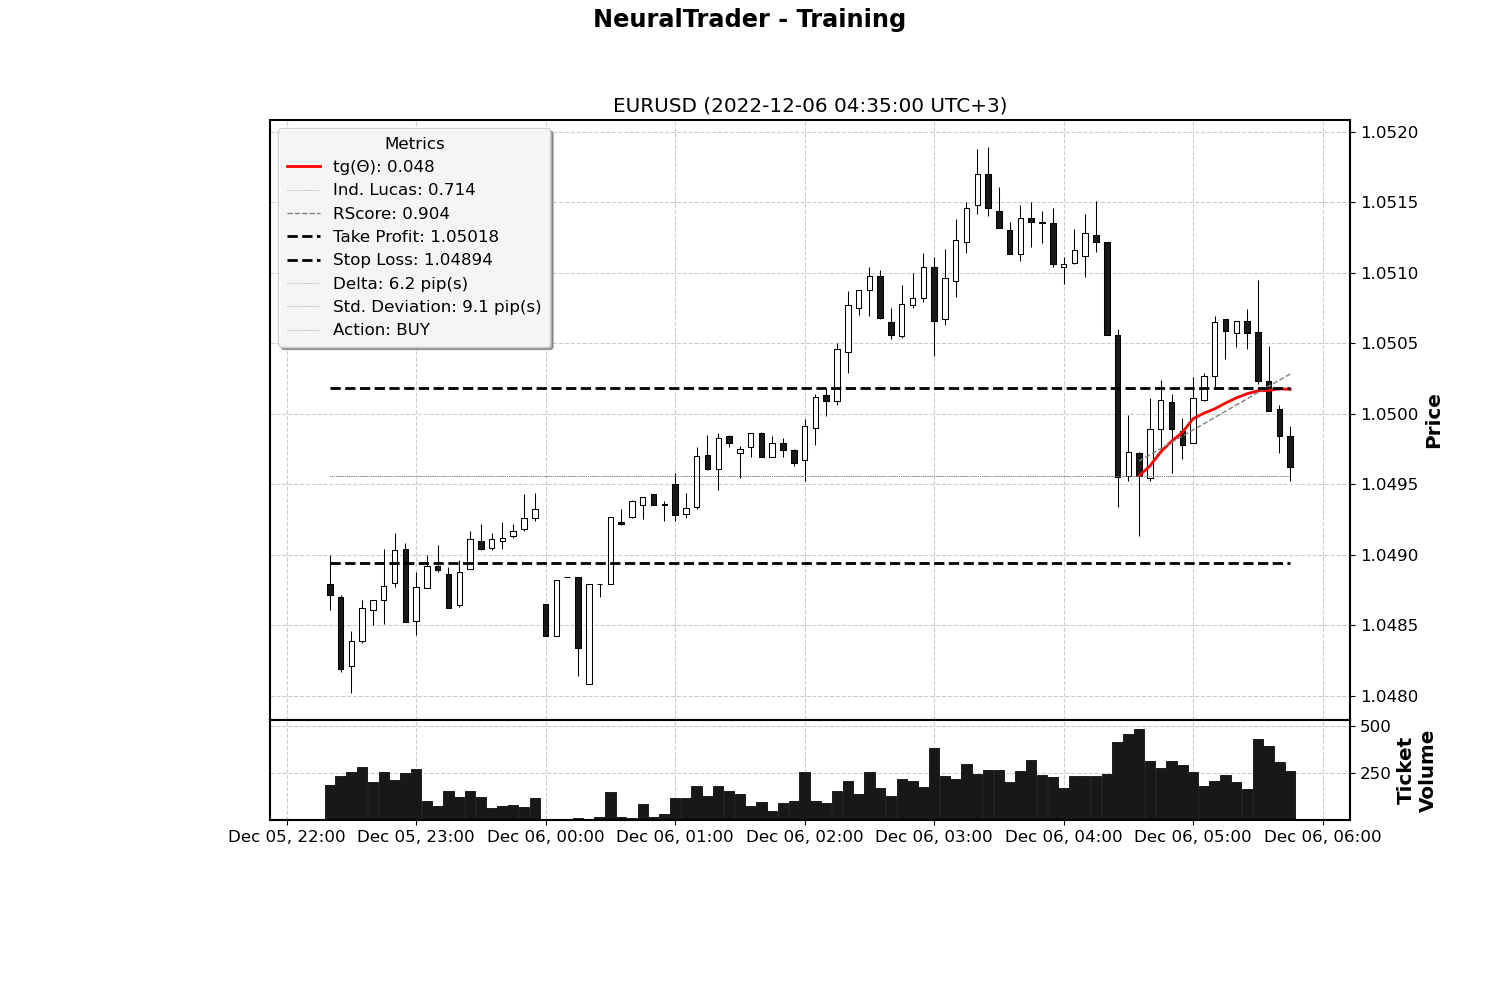 NeuralTrader - Training
EURUSD (2022-12-06 04:35:00 UTC+3)
Metrics
tg(Θ): 0.048
Ind. Lucas: 0.714
RScore: 0.904
Take Profit: 1.05018
Stop Loss: 1.04894
Delta: 6.2 pip(s)
Std. Deviation: 9.1 pip(s)
Action: BUY
1.0520
1.0515
1.0510
1.0505
1.0500
1.0495
1.0490
1.0485
1.0480
Price
500
250
Ticket
Volume
Dec 05, 22:00 Dec 05, 23:00 Dec 06, 00:00 Dec 06, 01:00 Dec 06, 02:00 Dec 06, 03:00 Dec 06, 04:00 Dec 06, 05:00 Dec 06, 06:00